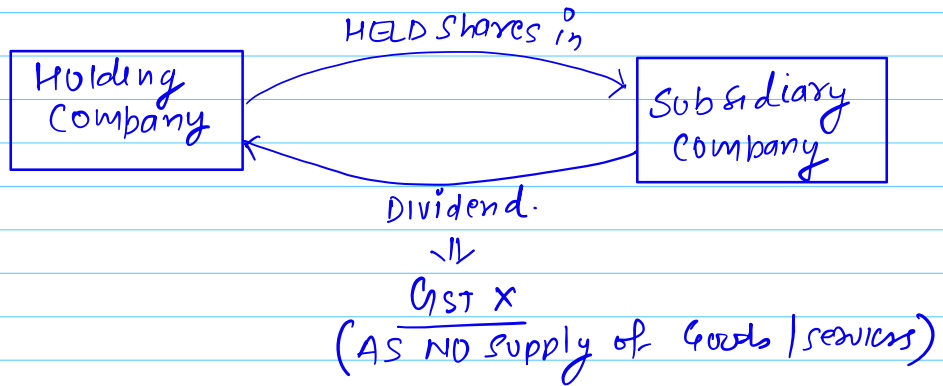 HELD Shares in
Holding
Company
Subsidiary
Company
Dividend.
GST X
(AS NO Supply of Goods / services)